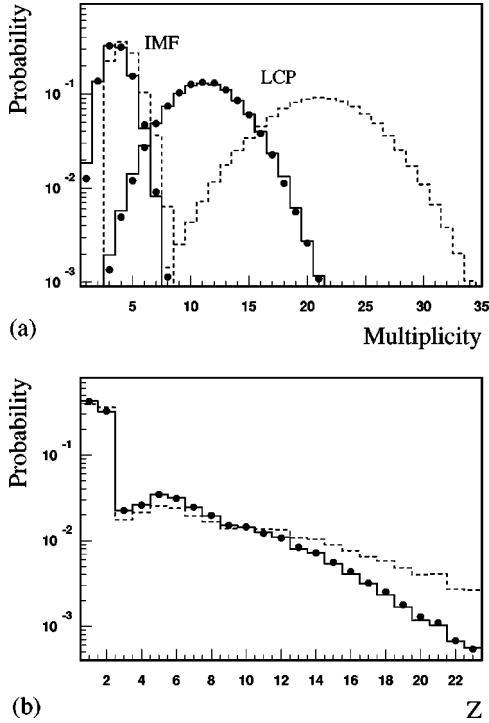 Probability
IMF
LCP
10⁻¹
10⁻²
10⁻³
5 10 15 20 25 30 35
(a)
Multiplicity
Probability
10⁻¹
10⁻²
10⁻³
2 4 6 8 10 12 14 16 18 20 22
(b)
Z